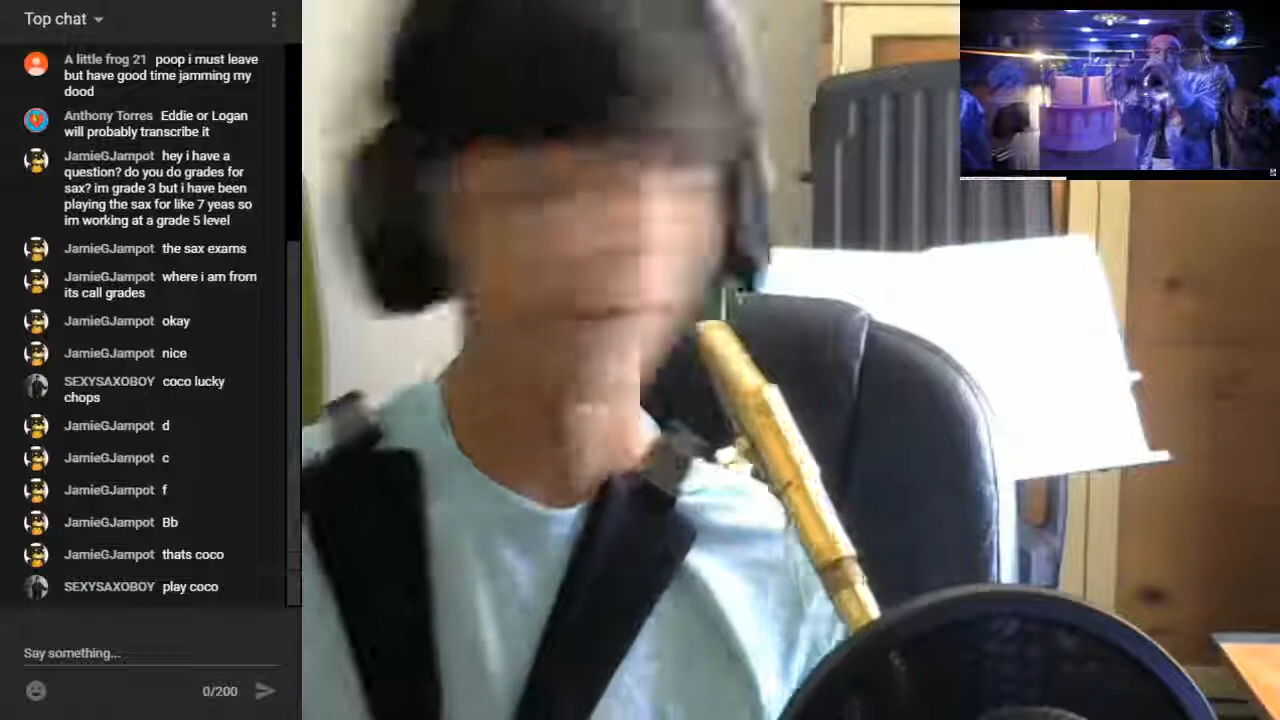 Top chat
A little frog 21 poop i must leave
but have good time jamming my
dood
Anthony Torres Eddie or Logan
will probably transcribe it
JamieGJampot hey i have a
question? do you do grades for
sax? im grade 3 but i have been
playing the sax for like 7 yeas so
im working at a grade 5 level
JamieGJampot the sax exams
JamieGJampot where i am from
its call grades
JamieGJampot okay
JamieGJampot nice
SEXYSAXOBOY coco lucky
chops
JamieGJampot d
JamieGJampot c
JamieGJampot f
JamieGJampot Bb
JamieGJampot thats coco
SEXYSAXOBOY play coco
Say something...
0/200